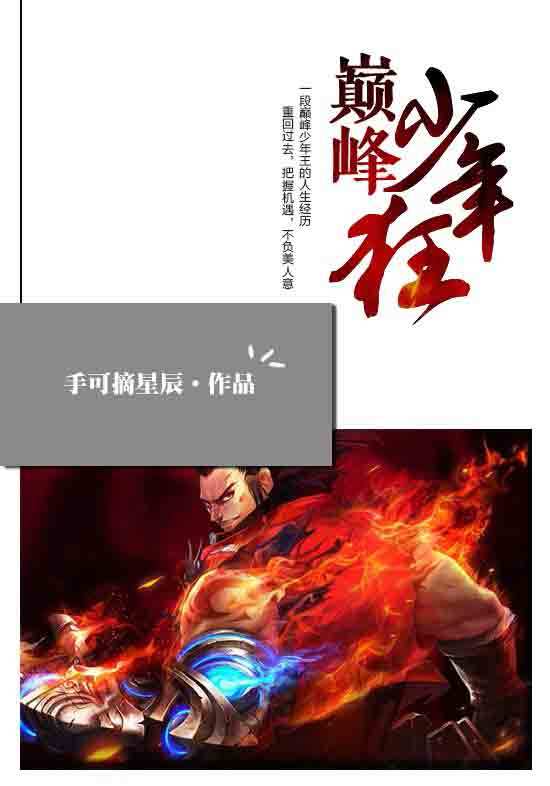 巅峰
少年
狂
一段巅峰少年王的人生经历
重回过去，把握机遇，不负美人意
手可摘星辰·作品